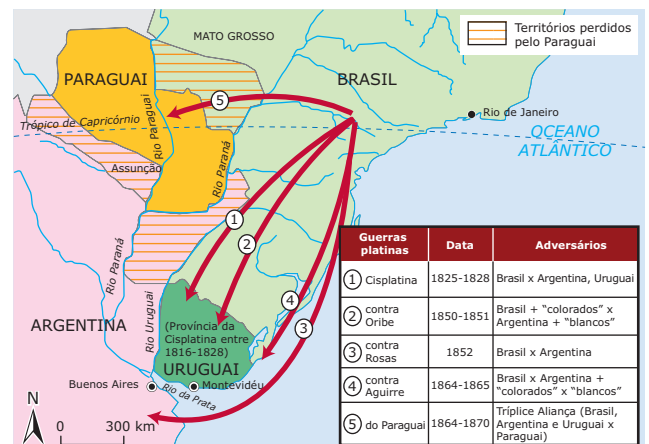 MATO GROSSO
Territórios perdidos
pelo Paraguai
PARAGUAI
BRASIL
5
Rio de Janeiro
Trópico de Capricórnio
Rio Paraguai
OCEANO
ATLÂNTICO
Assunção
Rio Paraná
1
2
Rio Paraná
4
3
ARGENTINA
Rio Uruguai
(Província da
Cisplatina entre
1816-1828)
URUGUAI
Buenos Aires
Montevidéu
Rio da Prata
N
0 300 km
Guerras
platinas
Data
Adversários
1 Cisplatina
1825-1828
Brasil x Argentina, Uruguai
2 contra
Oribe
1850-1851
Brasil + “colorados” x
Argentina + “blancos”
3 contra
Rosas
1852
Brasil x Argentina
4 contra
Aguirre
1864-1865
Brasil x Argentina +
“colorados” x “blancos”
5 do Paraguai
1864-1870
Tríplice Aliança (Brasil,
Argentina e Uruguai x
Paraguai)